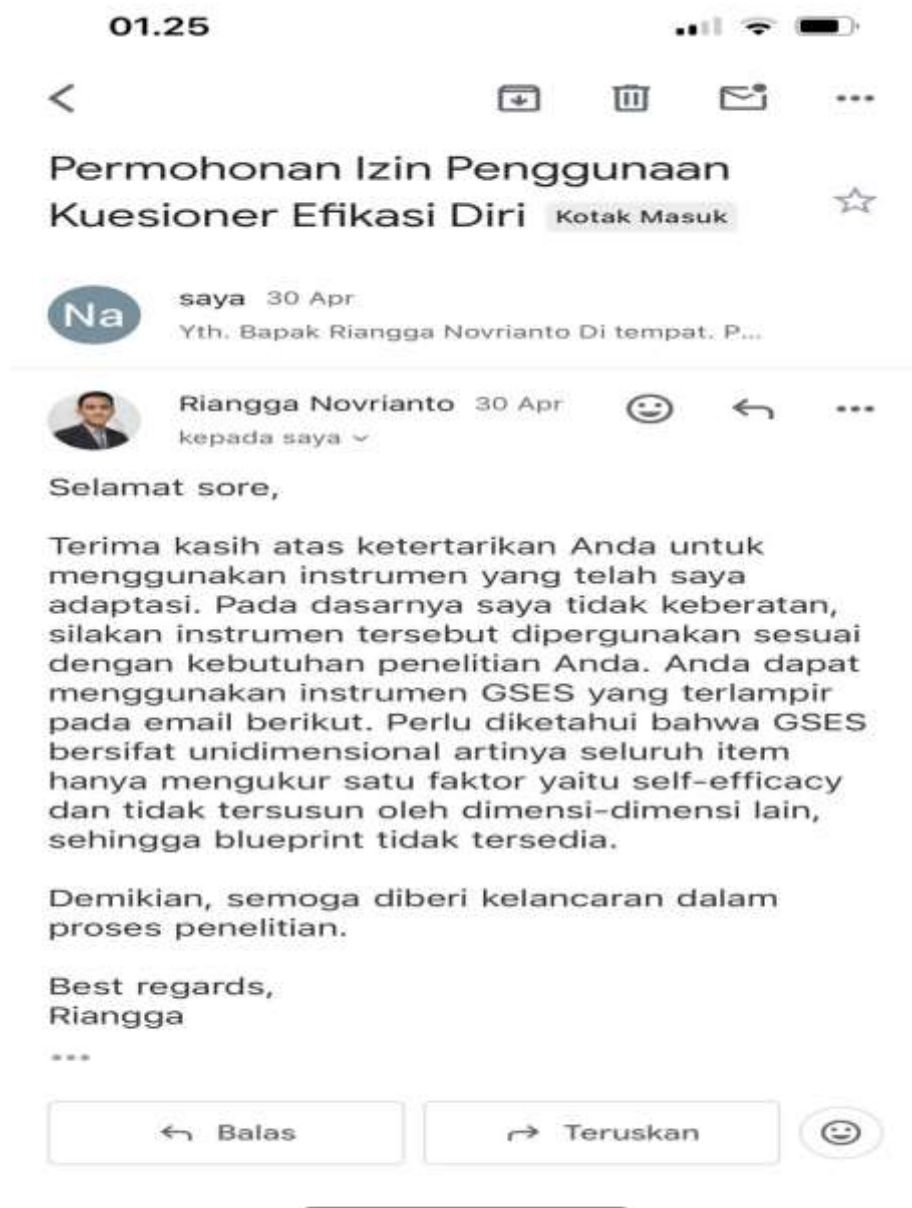 01.25
Permohonan Izin Penggunaan
Kuesioner Efikasi Diri Kotak Masuk
Na
saya 30 Apr
Yth. Bapak Riangga Novrianto Di tempat. P...
Riangga Novrianto 30 Apr
kepada saya
Selamat sore,
Terima kasih atas ketertarikan Anda untuk
menggunakan instrumen yang telah saya
adaptasi. Pada dasarnya saya tidak keberatan,
silakan instrumen tersebut dipergunakan sesuai
dengan kebutuhan penelitian Anda. Anda dapat
menggunakan instrumen GSES yang terlampir
pada email berikut. Perlu diketahui bahwa GSES
bersifat unidimensional artinya seluruh item
hanya mengukur satu faktor yaitu self-efficacy
dan tidak tersusun oleh dimensi-dimensi lain,
sehingga blueprint tidak tersedia.
Demikian, semoga diberi kelancaran dalam
proses penelitian.
Best regards,
Riangga
Balas
Teruskan